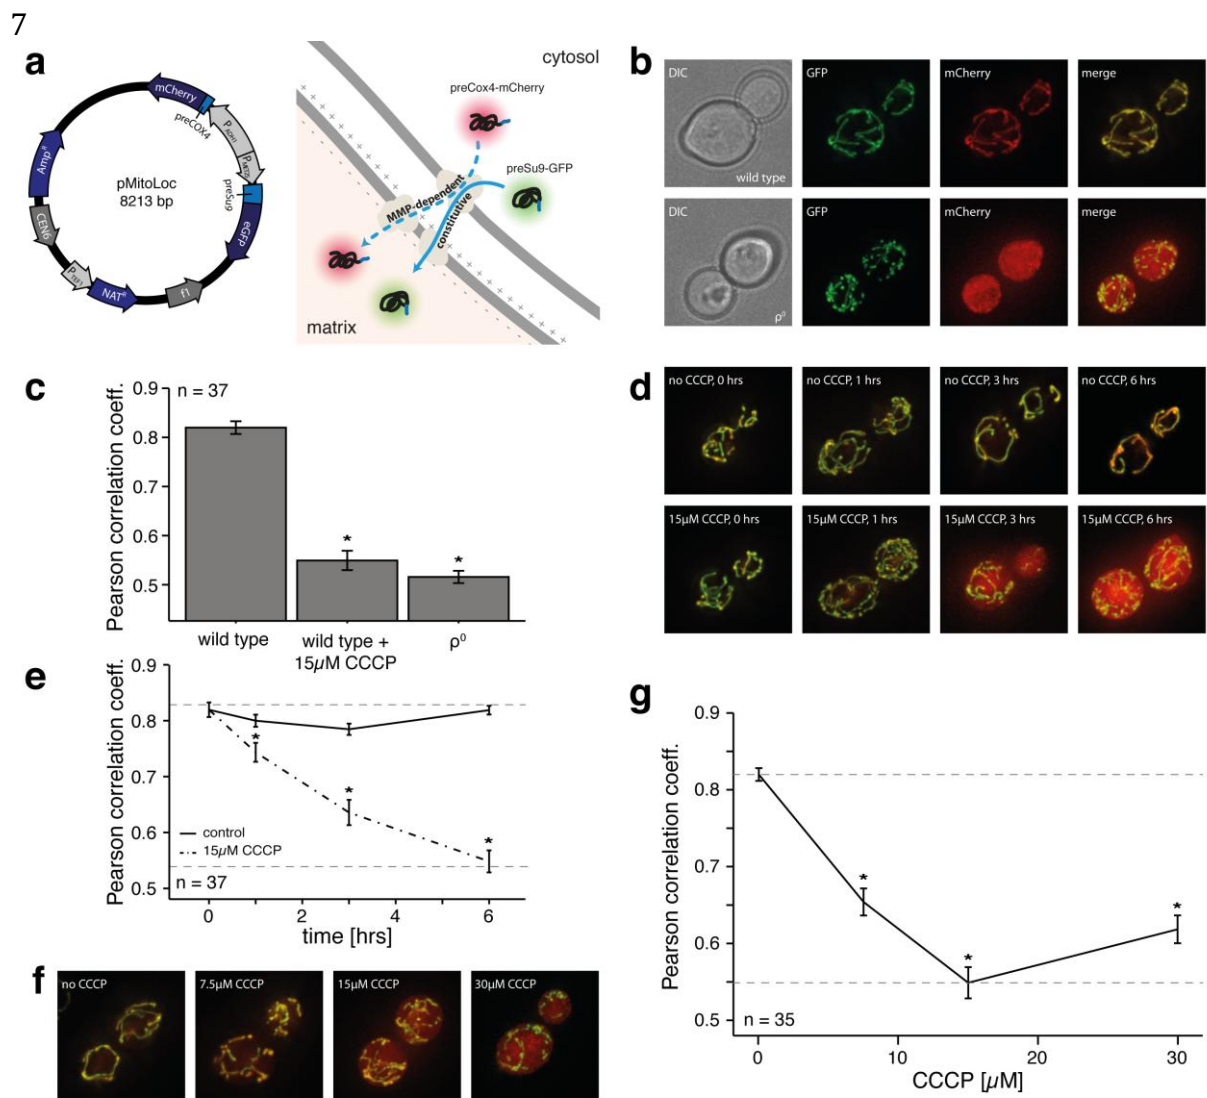 7
a
mCherry
preCOX4
P ADH1
P MET25
preSu9
eGFP
f1
NAT R
P TEF1
CEN6
Amp R
pMitoLoc
8213 bp
cytosol
preCox4-mCherry
preSu9-GFP
MMP-dependent
constitutive
matrix
b
DIC
wild type
GFP
mCherry
merge
DIC
ρ⁰
GFP
mCherry
merge
c
n = 37
Pearson correlation coeff.
0.9
0.8
0.7
0.6
0.5
*
*
wild type
wild type +
15µM CCCP
ρ⁰
d
no CCCP, 0 hrs
no CCCP, 1 hrs
no CCCP, 3 hrs
no CCCP, 6 hrs
15µM CCCP, 0 hrs
15µM CCCP, 1 hrs
15µM CCCP, 3 hrs
15µM CCCP, 6 hrs
e
Pearson correlation coeff.
0.9
0.8
0.7
0.6
0.5
*
*
*
control
15µM CCCP
n = 37
0 2 4 6
time [hrs]
f
no CCCP
7.5µM CCCP
15µM CCCP
30µM CCCP
g
Pearson correlation coeff.
0.9
0.8
0.7
0.6
0.5
*
*
*
n = 35
0 10 20 30
CCCP [µM]